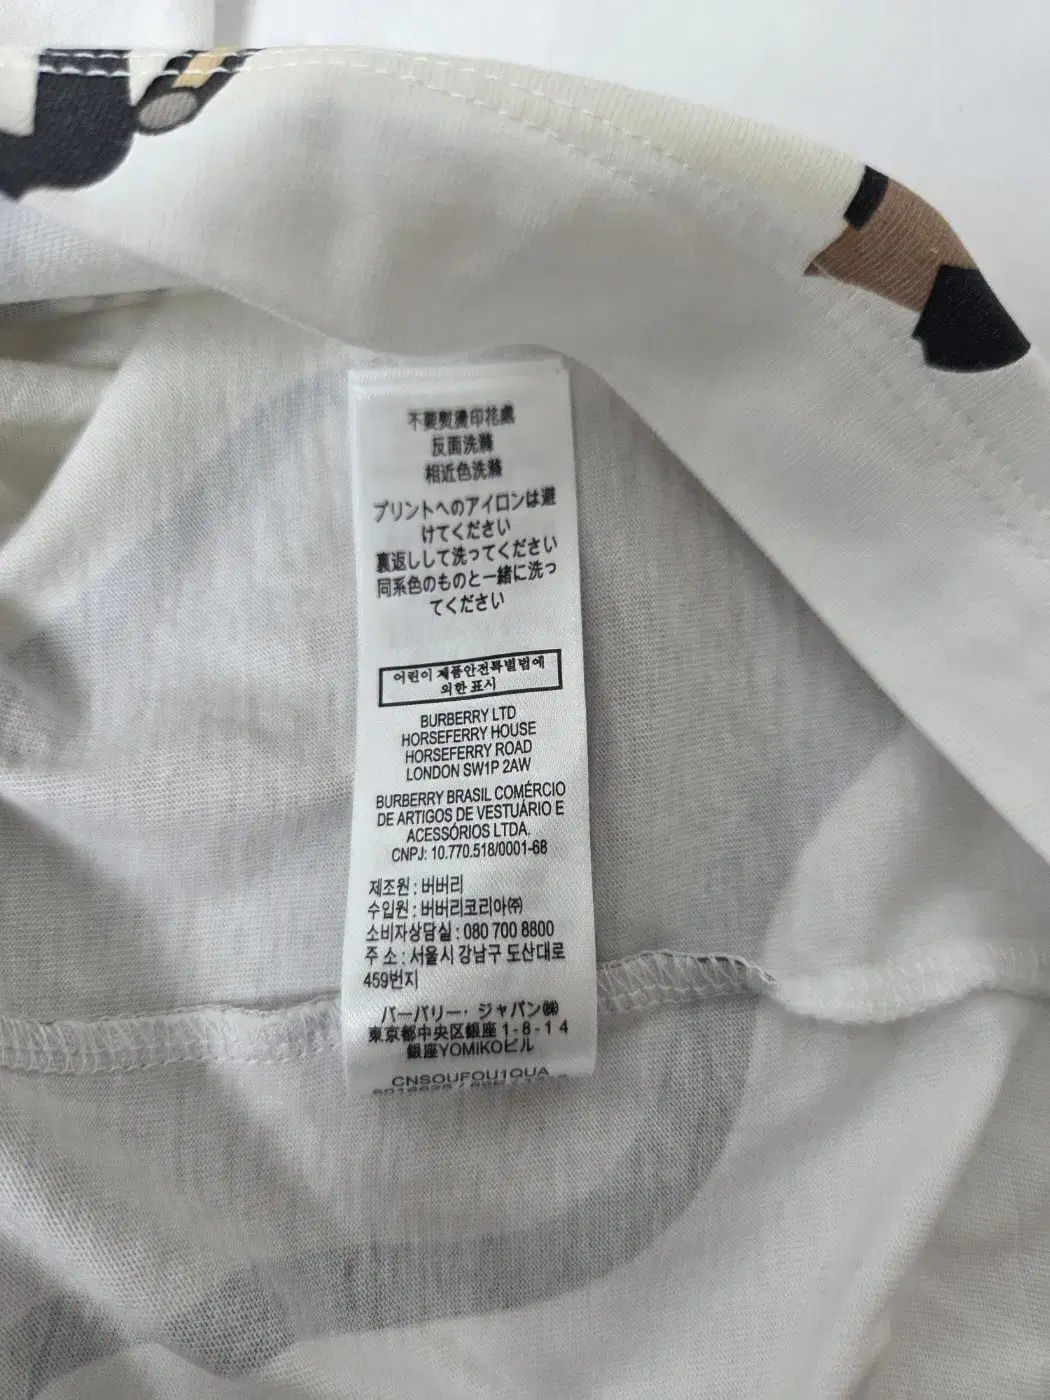 不要熨燙印花處
反面洗滌
相近色洗滌
プリントへのアイロンは避
けてください
裏返しして洗ってください
同系色のものと一緒に洗っ
てください
어린이 제품안전특별법에
의한 표시
BURBERRY LTD
HORSEFERRY HOUSE
HORSEFERRY ROAD
LONDON SW1P 2AW
BURBERRY BRASIL COMÉRCIO
DE ARTIGOS DE VESTUÁRIO E
ACESSÓRIOS LTDA.
CNPJ: 10.770.518/0001-68
제조원 : 버버리
수입원 : 버버리코리아㈜
소비자상담실 : 080 700 8800
주 소 : 서울시 강남구 도산대로
459번지
バーバリー・ジャパン㈱
東京都中央区銀座1-8-14
銀座YOMIKOビル
CNSOUFOU1QUA